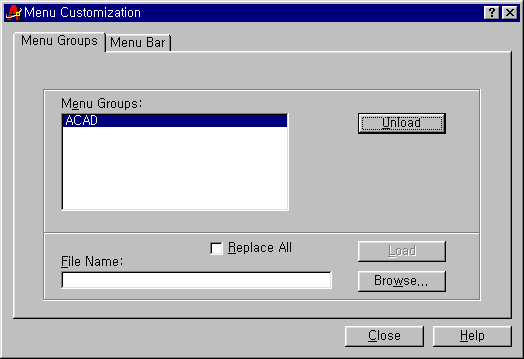 Menu Customization
Menu Groups
Menu Bar
Menu Groups:
ACAD
Unload
Replace All
Load
File Name:
Browse...
Close
Help